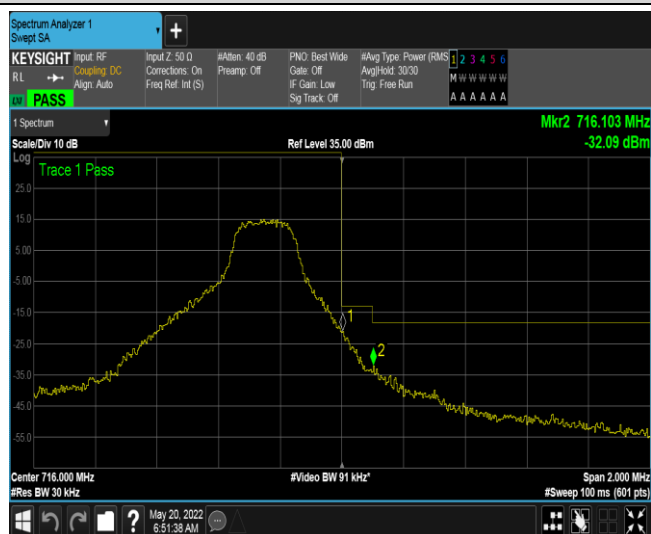 Spectrum Analyzer 1
Swept SA
+
KEYSIGHT
RL
LXI PASS
Input: RF
Coupling: DC
Align: Auto
Input Z: 50 Ω
Corrections: On
Freq Ref: Int (S)
#Atten: 40 dB
Preamp: Off
PNO: Best Wide
Gate: Off
IF Gain: Low
Sig Track: Off
#Avg Type: Power (RMS
Avg|Hold: 30/30
Trig: Free Run
1 2 3 4 5 6
M W W W W W
A A A A A A
1 Spectrum
Mkr2 716.103 MHz
Scale/Div 10 dB
Ref Level 35.00 dBm
-32.09 dBm
Log
Trace 1 Pass
25.0
15.0
5.00
-5.00
-15.0
1
-25.0
2
-35.0
-45.0
-55.0
Center 716.000 MHz
#Video BW 91 kHz*
Span 2.000 MHz
#Res BW 30 kHz
#Sweep 100 ms (601 pts)
?
May 20, 2022
6:51:38 AM